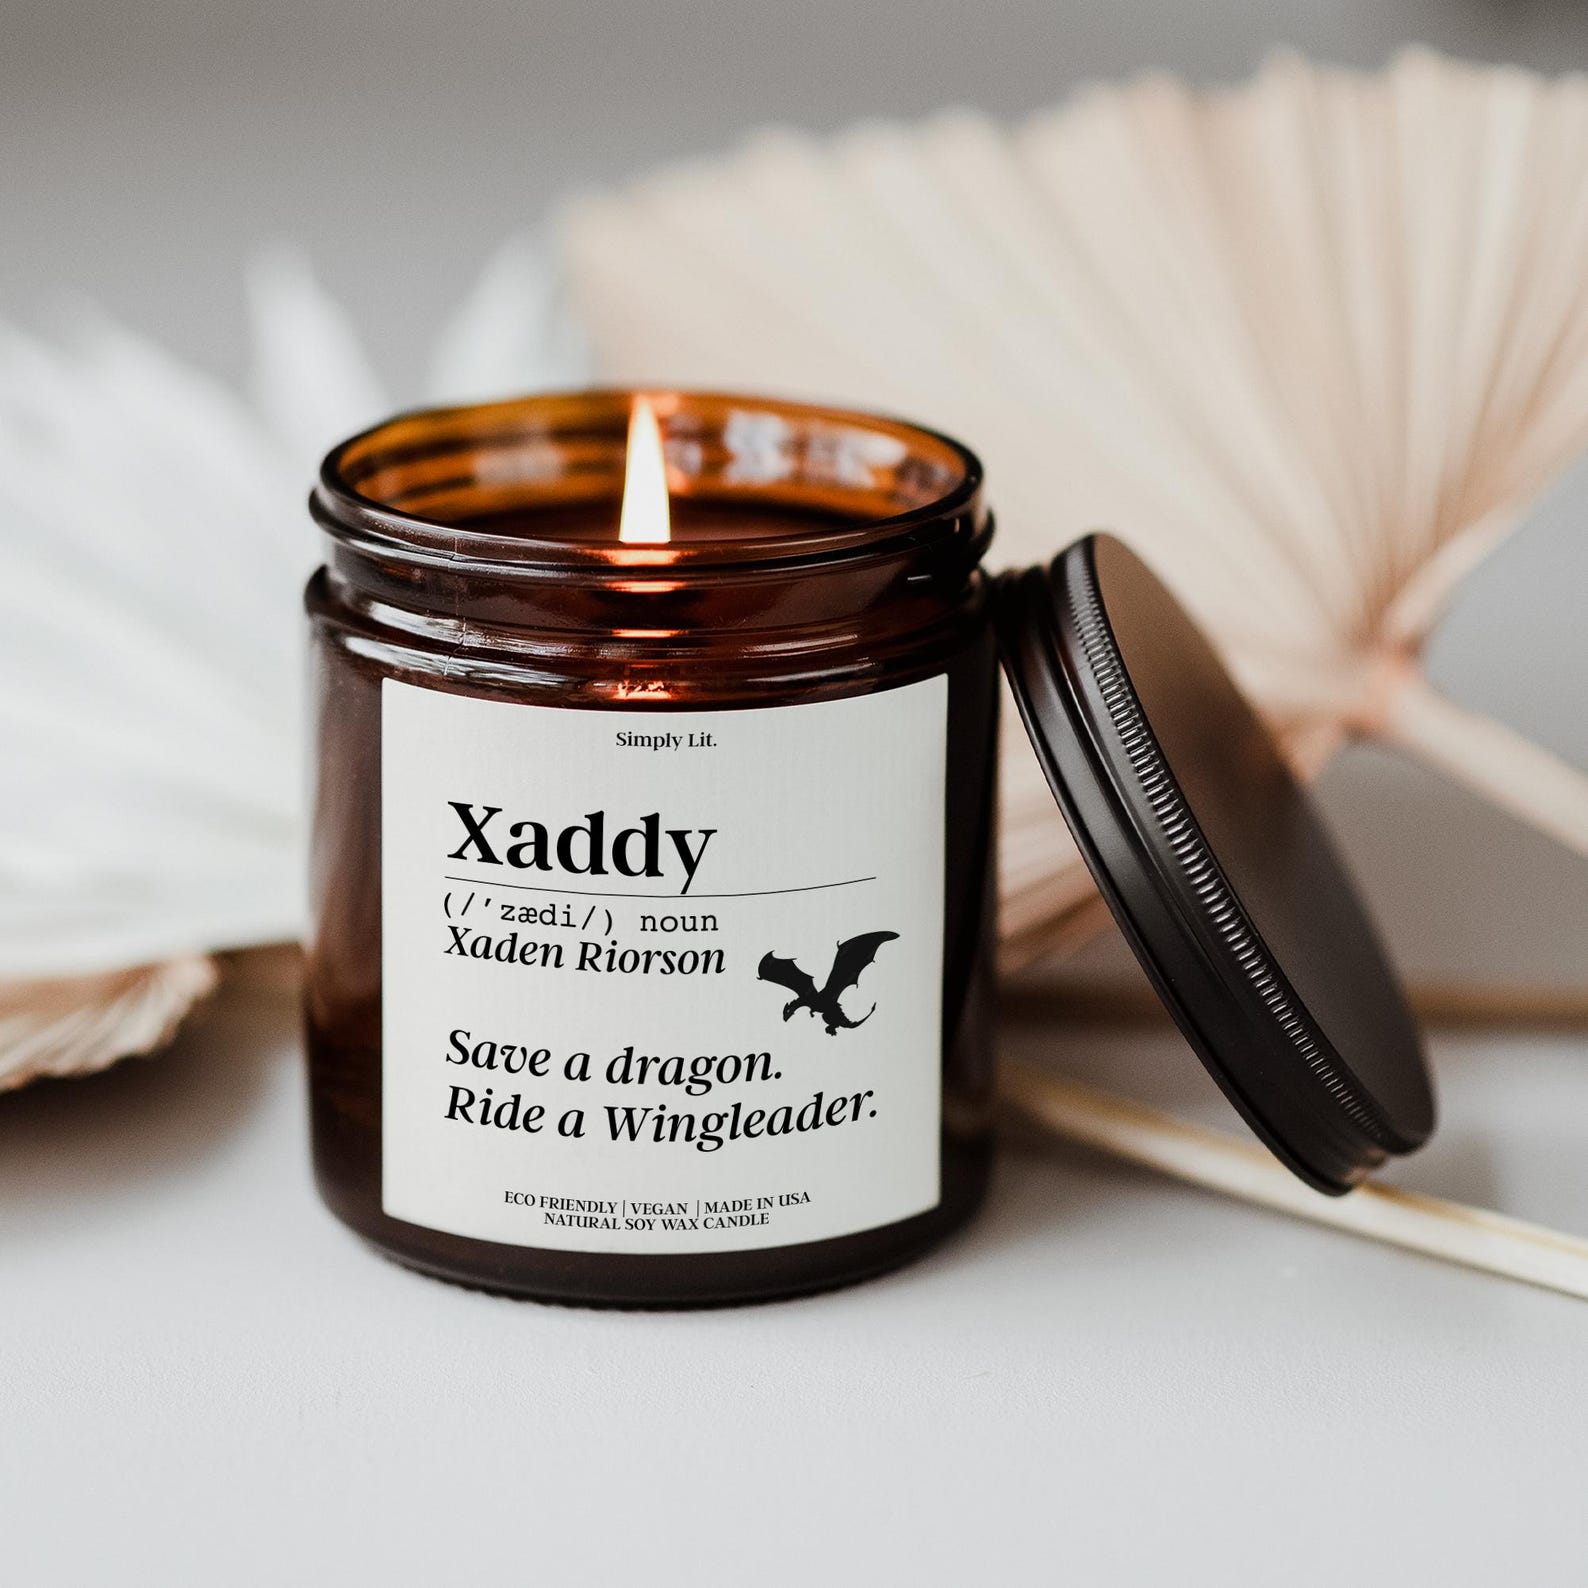 Simply Lit.
Xaddy
(/'zædi/) noun
Xaden Riorson
Save a dragon.
Ride a Wingleader.
ECO FRIENDLY | VEGAN | MADE IN USA
NATURAL SOY WAX CANDLE